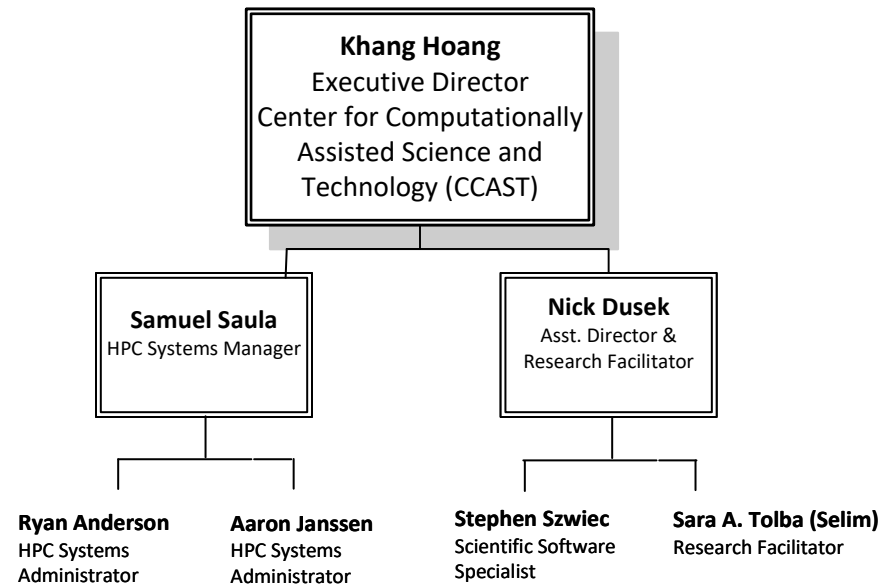 Khang Hoang
Executive Director
Center for Computationally
Assisted Science and
Technology (CCAST)
Samuel Saula
HPC Systems Manager
Nick Dusek
Asst. Director &
Research Facilitator
Ryan Anderson
HPC Systems
Administrator
Aaron Janssen
HPC Systems
Administrator
Stephen Szwiec
Scientific Software
Specialist
Sara A. Tolba (Selim)
Research Facilitator